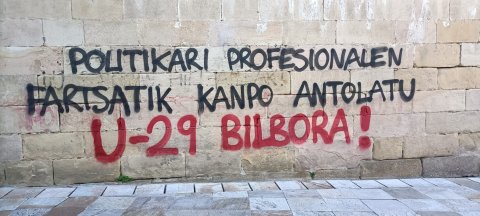 POLITIKARI PROFESIONALEN
FARTSATIK KANPO ANTOLATU
U-29 BILBORA!